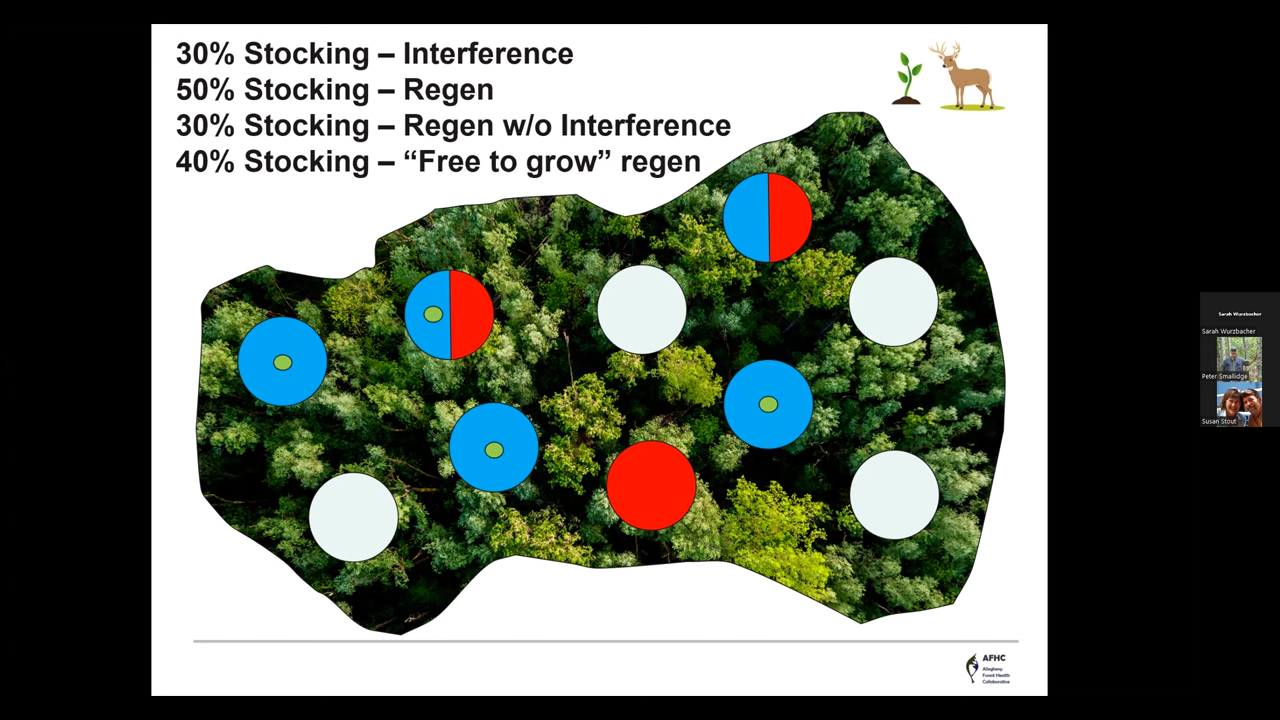 30% Stocking – Interference
50% Stocking – Regen
30% Stocking – Regen w/o Interference
40% Stocking – “Free to grow” regen
Sarah Wurzbacher
Sarah Wurzbacher
Peter Smallidge
Susan Stout
AFHC
Allegheny
Forest Health
Collaborative